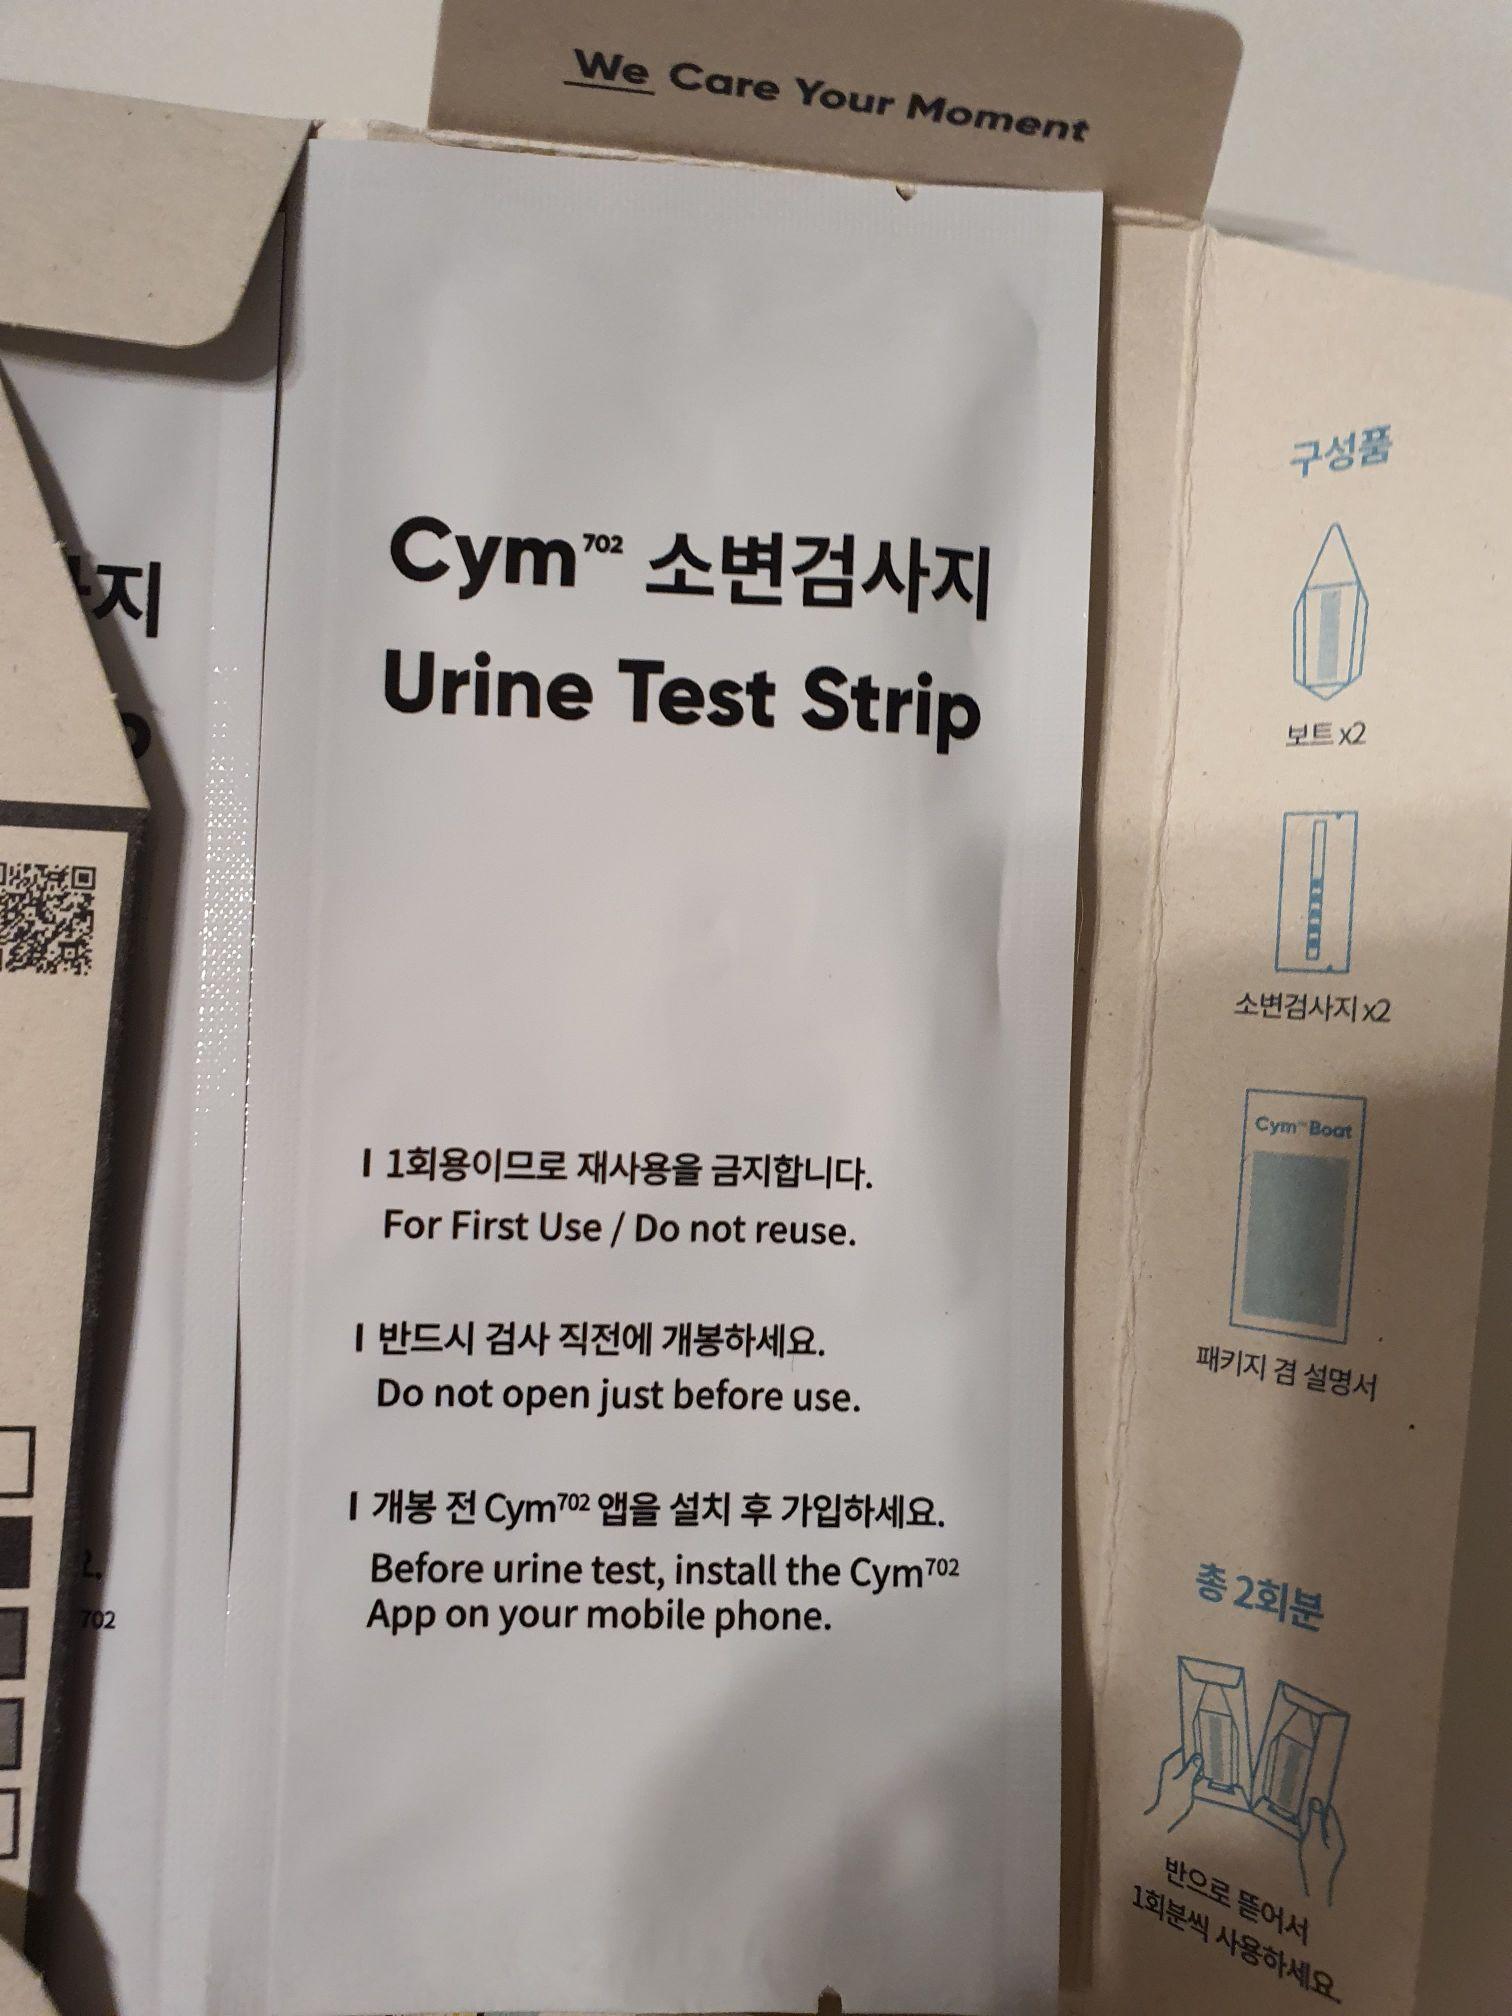 We Care Your Moment
Cym702 소변검사지
Urine Test Strip
I 1회용이므로 재사용을 금지합니다.
For First Use / Do not reuse.
I 반드시 검사 직전에 개봉하세요.
Do not open just before use.
I 개봉 전 Cym702 앱을 설치 후 가입하세요.
Before urine test, install the Cym702
App on your mobile phone.
지
702
구성품
보트 x2
소변검사지 x2
Cym Boat
패키지 겸 설명서
총 2회분
반으로 뜯어서
1회분씩 사용하세요.